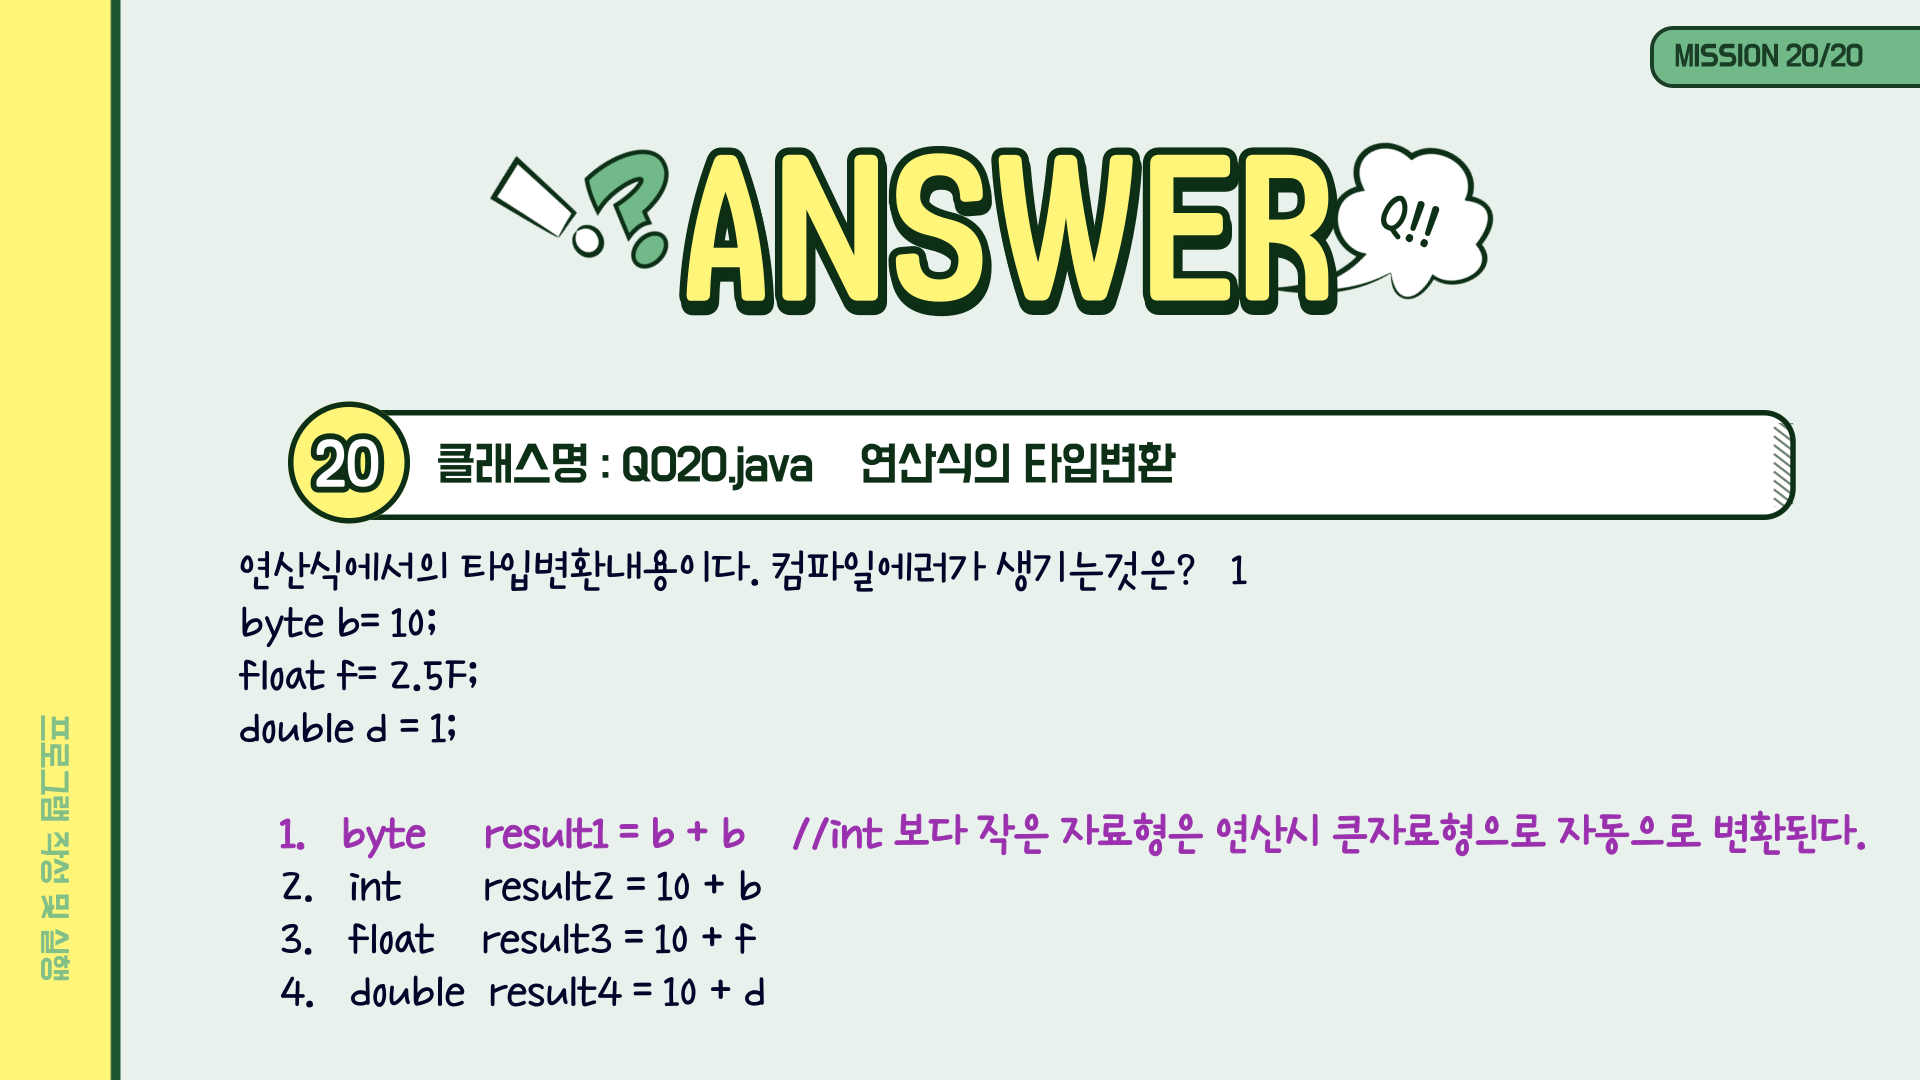 MISSION 20/20
ANSWER
Q!!
20
클래스명 : Q020.java 연산식의 타입변환
연산식에서의 타입변환내용이다. 컴파일에러가 생기는것은? 1
byte b= 10;
float f= 2.5F;
double d = 1;
1. byte result1 = b + b //int 보다 작은 자료형은 연산시 큰자료형으로 자동으로 변환된다.
2. int result2 = 10 + b
3. float result3 = 10 + f
4. double result4 = 10 + d
프로그램 작성 및 실행